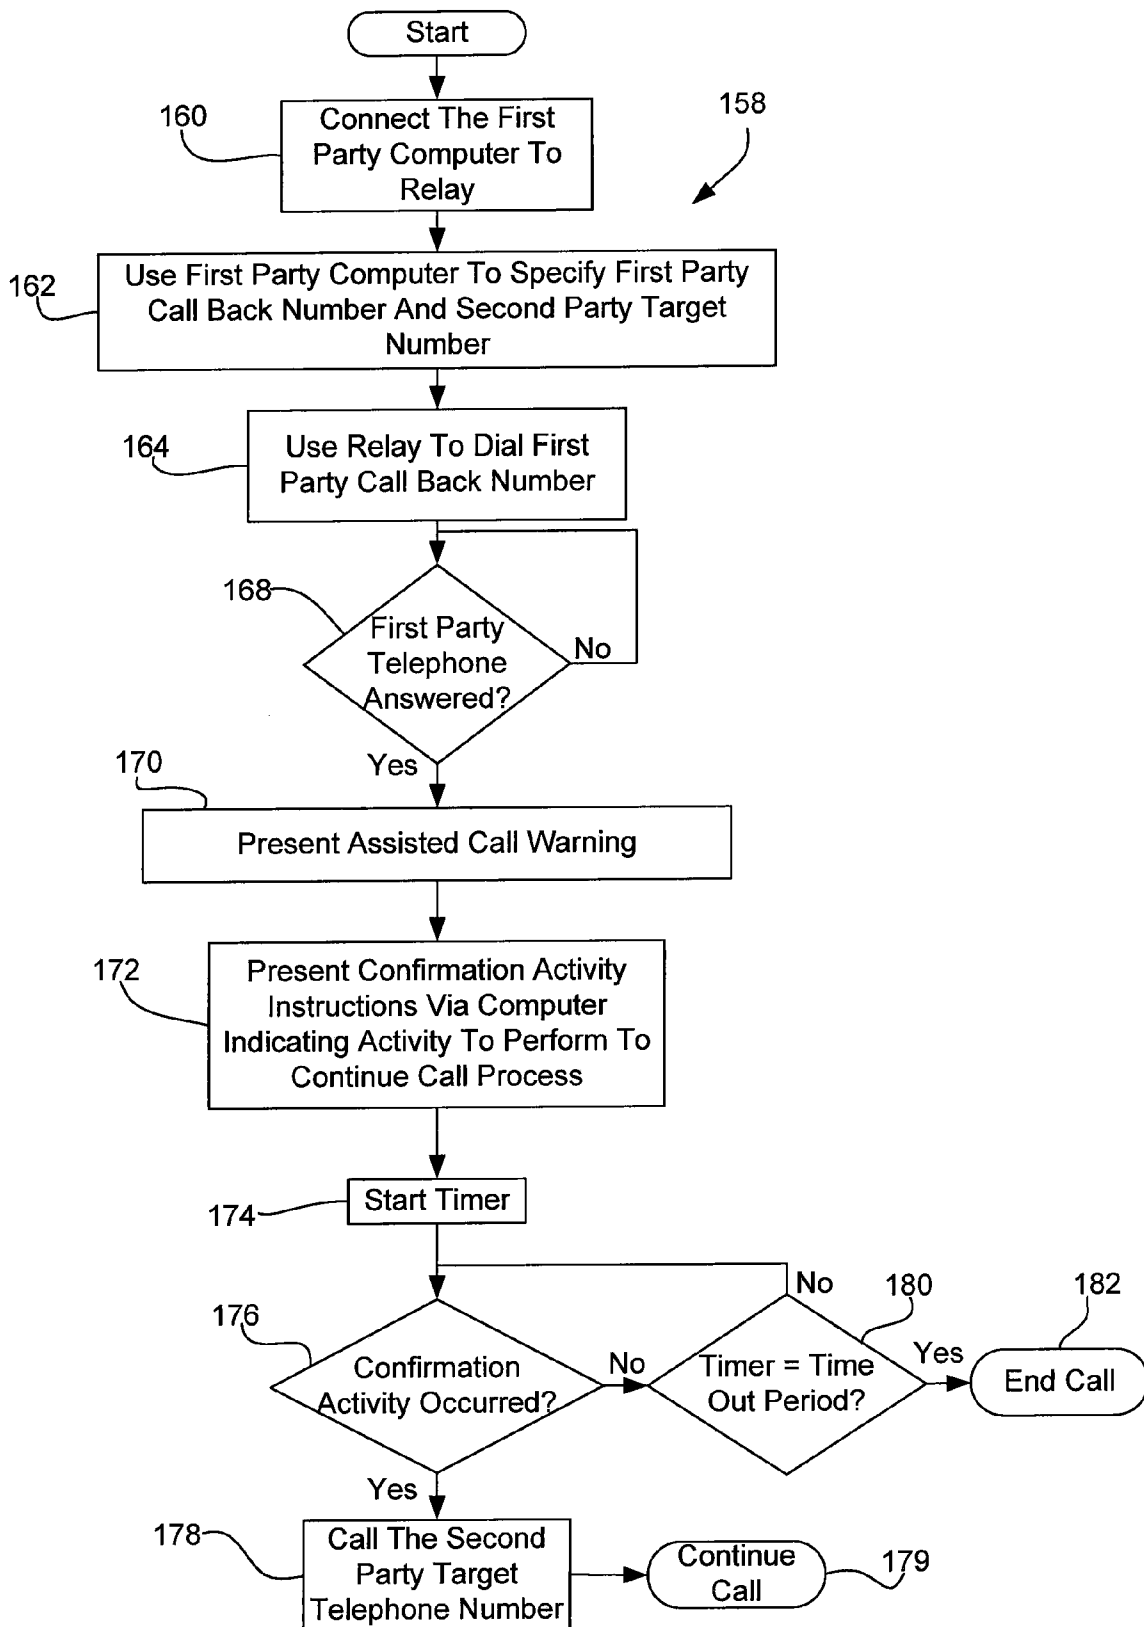 Start
160
Connect The First
Party Computer To
Relay
158
162
Use First Party Computer To Specify First Party
Call Back Number And Second Party Target
Number
164
Use Relay To Dial First
Party Call Back Number
168
First Party
Telephone
Answered?
No
Yes
170
Present Assisted Call Warning
172
Present Confirmation Activity
Instructions Via Computer
Indicating Activity To Perform To
Continue Call Process
174
Start Timer
176
Confirmation
Activity Occurred?
No
No
180
Timer = Time
Out Period?
Yes
182
End Call
Yes
178
Call The Second
Party Target
Telephone Number
Continue
Call
179